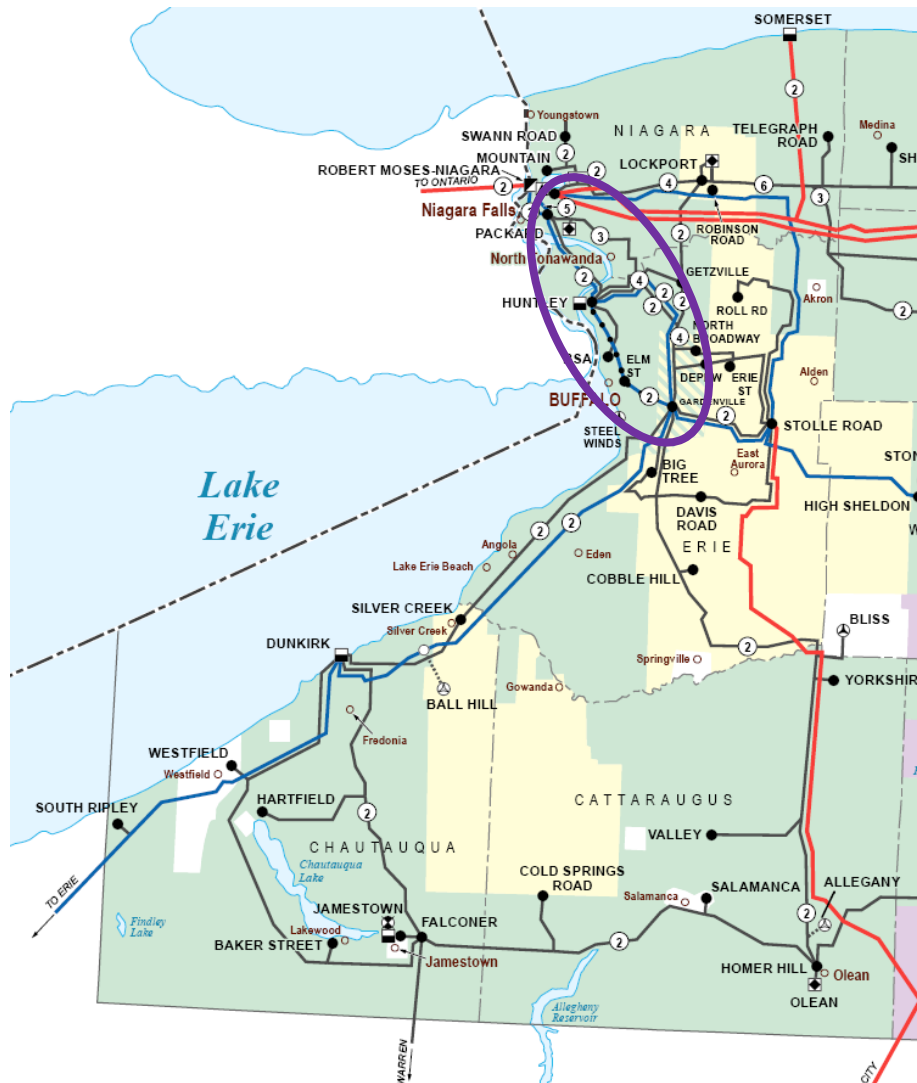 SOMERSET
2
Youngstown
SWANN ROAD
NIAGARA
TELEGRAPH
ROAD
Medina
MOUNTAIN
2
LOCKPORT
SH
ROBERT MOSES-NIAGARA
2
TO ONTARIO
2
4
6
3
Niagara Falls
2
5
ROBINSON
ROAD
PACKARD
3
2
North Tonawanda
GETZVILLE
2
4
2
HUNTLEY
2
2
ROLL RD
Akron
2
4
NORTH
BROADWAY
ELM
ST
DEPEW
ERIE
ST
Alden
BUFFALO
2
GARDENVILLE
2
STEEL
WINDS
STOLLE ROAD
East
Aurora
BIG
TREE
STON
Lake
Erie
DAVIS
ROAD
HIGH SHELDON
2
2
W
Angola
Eden
ERIE
Lake Erie Beach
COBBLE HILL
SILVER CREEK
BLISS
Silver Creek
DUNKIRK
2
Springville
YORKSHIR
Gowanda
BALL HILL
Fredonia
WESTFIELD
Westfield
SOUTH RIPLEY
HARTFIELD
2
CATTARAUGUS
VALLEY
CHAUTAUQUA
Chautauqua
Lake
COLD SPRINGS
ROAD
SALAMANCA
ALLEGANY
Salamanca
TO ERIE
JAMESTOWN
2
Findley
Lake
Lakewood
FALCONER
BAKER STREET
2
Jamestown
HOMER HILL
Olean
OLEAN
Allegheny
Reservoir
WARREN
CITY